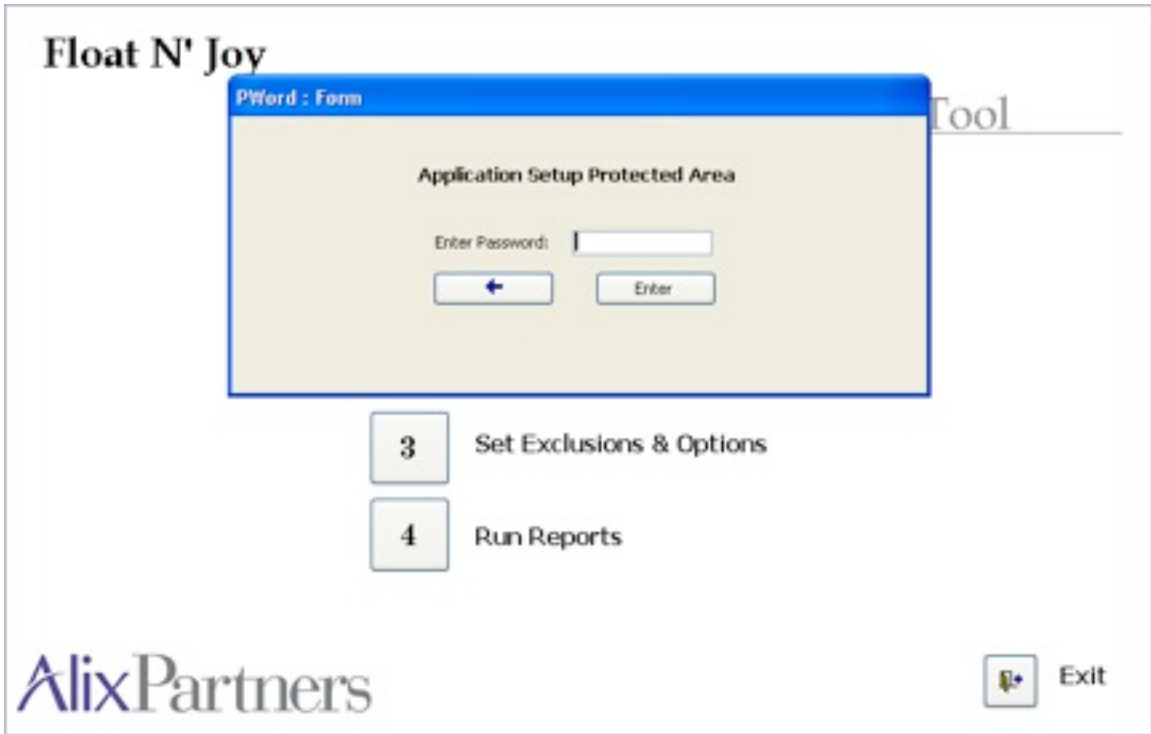 Float N' Joy
PWord : Form
Tool
Application Setup Protected Area
Enter Password:
Enter
3 Set Exclusions & Options
4 Run Reports
AlixPartners
Exit